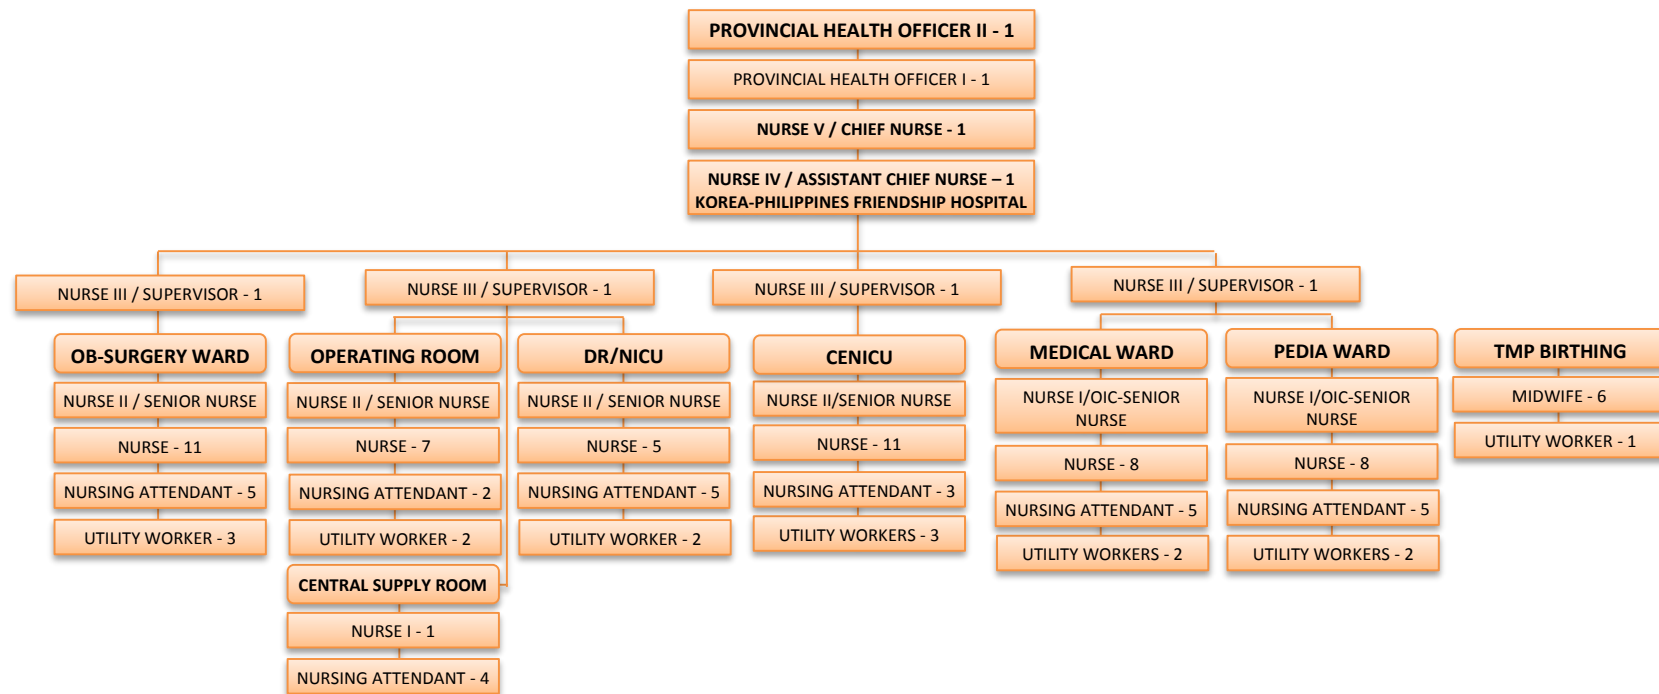 PROVINCIAL HEALTH OFFICER II - 1
PROVINCIAL HEALTH OFFICER I - 1
NURSE V / CHIEF NURSE - 1
NURSE IV / ASSISTANT CHIEF NURSE – 1
KOREA-PHILIPPINES FRIENDSHIP HOSPITAL
NURSE III / SUPERVISOR - 1
OB-SURGERY WARD
NURSE II / SENIOR NURSE
NURSE - 11
NURSING ATTENDANT - 5
UTILITY WORKER - 3
NURSE III / SUPERVISOR - 1
OPERATING ROOM
NURSE II / SENIOR NURSE
NURSE - 7
NURSING ATTENDANT - 2
UTILITY WORKER - 2
CENTRAL SUPPLY ROOM
NURSE I - 1
NURSING ATTENDANT - 4
DR/NICU
NURSE II / SENIOR NURSE
NURSE - 5
NURSING ATTENDANT - 5
UTILITY WORKER - 2
NURSE III / SUPERVISOR - 1
CENICU
NURSE II/SENIOR NURSE
NURSE - 11
NURSING ATTENDANT - 3
UTILITY WORKERS - 3
NURSE III / SUPERVISOR - 1
MEDICAL WARD
NURSE I/OIC-SENIOR
NURSE
NURSE - 8
NURSING ATTENDANT - 5
UTILITY WORKERS - 2
PEDIA WARD
NURSE I/OIC-SENIOR
NURSE
NURSE - 8
NURSING ATTENDANT - 5
UTILITY WORKERS - 2
TMP BIRTHING
MIDWIFE - 6
UTILITY WORKER - 1